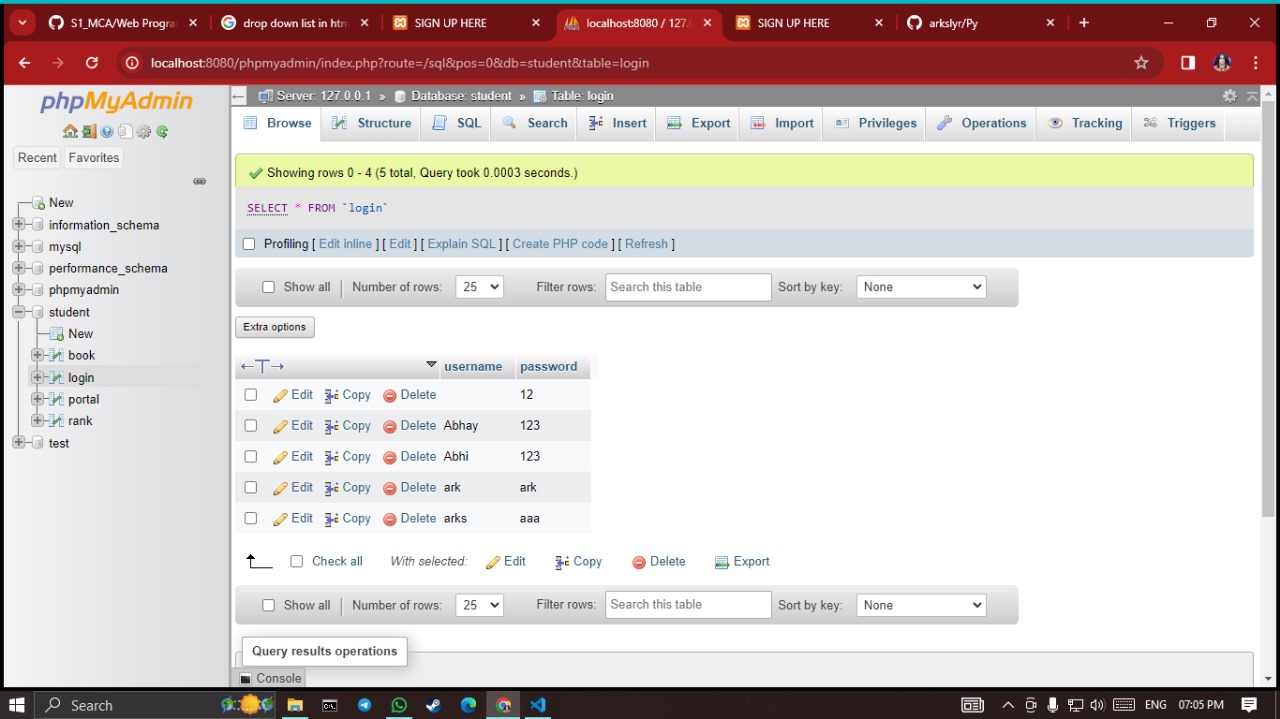 S1_MCA/Web Progra
drop down list in htm
SIGN UP HERE
localhost:8080 / 127.
SIGN UP HERE
arkslyr/Py
localhost:8080/phpmyadmin/index.php?route=/sql&pos=0&db=student&table=login
phpMyAdmin
Recent Favorites
New
information_schema
mysql
performance_schema
phpmyadmin
student
New
book
login
portal
rank
test
Server: 127.0.0.1 » Database: student » Table: login
Browse Structure SQL Search Insert Export Import Privileges Operations Tracking Triggers
Showing rows 0 - 4 (5 total, Query took 0.0003 seconds.)
SELECT * FROM `login`
Profiling [ Edit inline ] [ Edit ] [ Explain SQL ] [ Create PHP code ] [ Refresh ]
Show all | Number of rows: 25 Filter rows: Search this table Sort by key: None
Extra options
←T→ username password
Edit Copy Delete 12
Edit Copy Delete Abhay 123
Edit Copy Delete Abhi 123
Edit Copy Delete ark ark
Edit Copy Delete arks aaa
Check all With selected: Edit Copy Delete Export
Show all | Number of rows: 25 Filter rows: Search this table Sort by key: None
Query results operations
Console
Search
ENG 07:05 PM